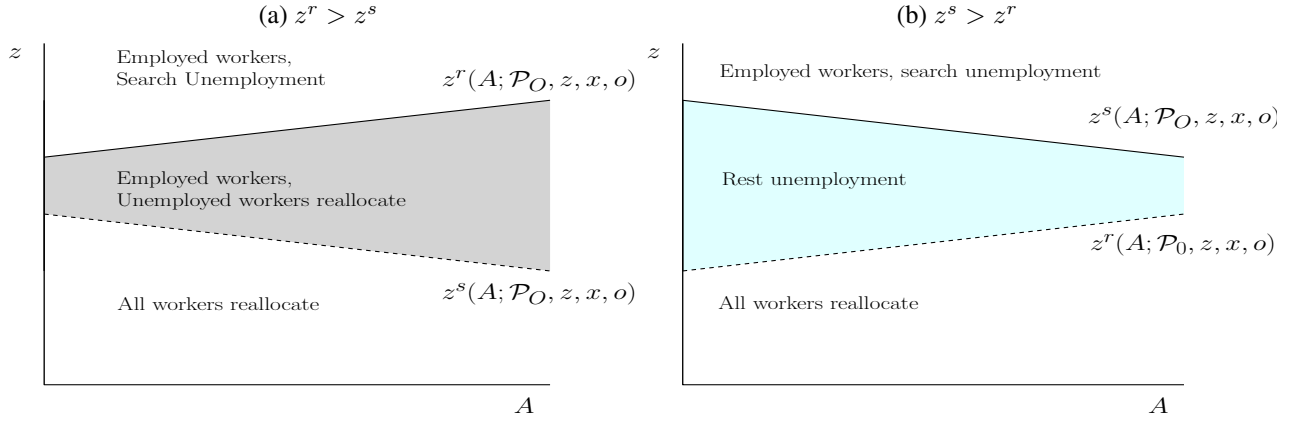 (a) z^r > z^s
z
Employed workers,
Search Unemployment
z^r(A; 𝒫_O, z, x, o)
Employed workers,
Unemployed workers reallocate
All workers reallocate
z^s(A; 𝒫_O, z, x, o)
A
(b) z^s > z^r
z
Employed workers, search unemployment
z^s(A; 𝒫_O, z, x, o)
Rest unemployment
z^r(A; 𝒫_0, z, x, o)
All workers reallocate
A